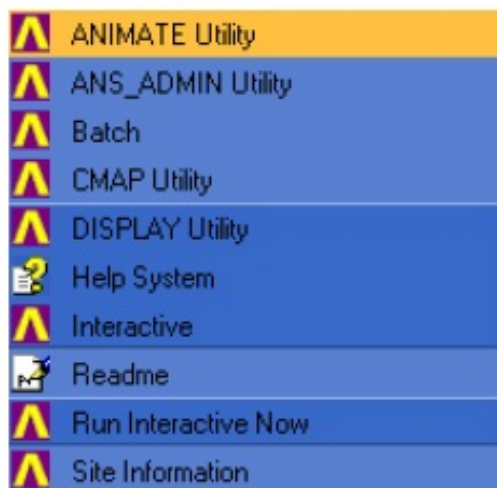 ANIMATE Utility
ANS_ADMIN Utility
Batch
CMAP Utility
DISPLAY Utility
Help System
Interactive
Readme
Run Interactive Now
Site Information